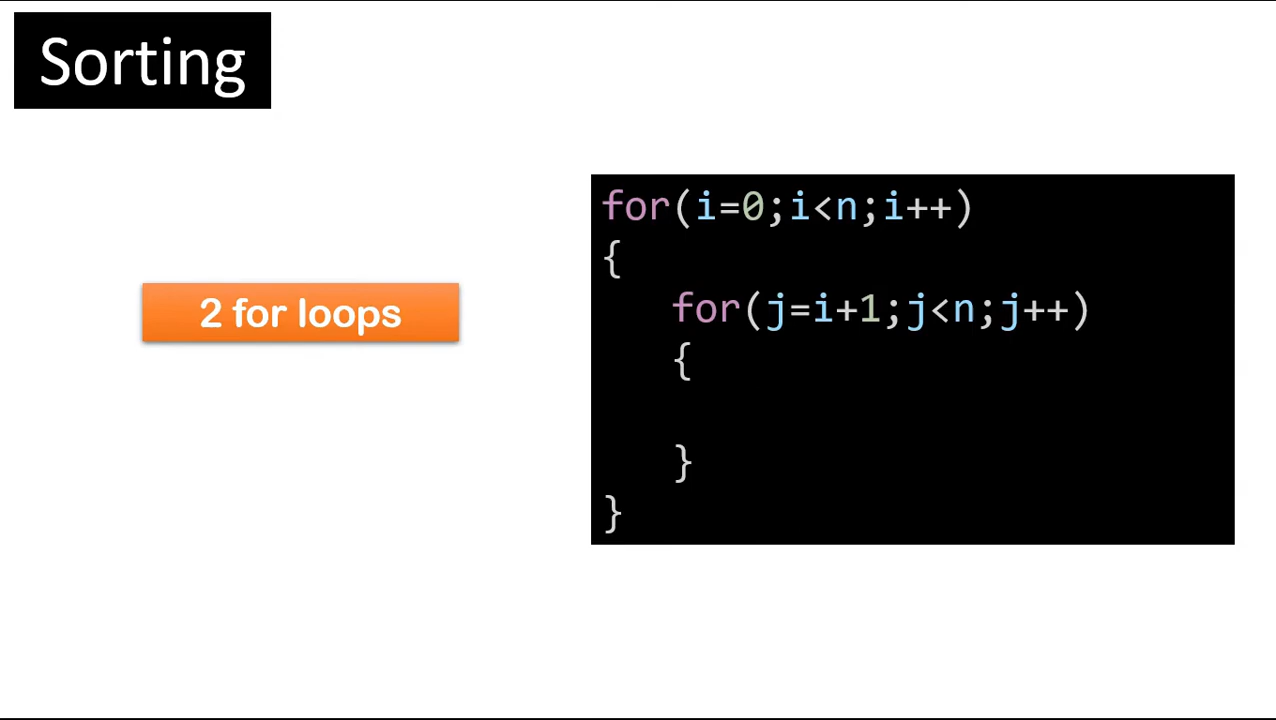 Sorting
2 for loops
for(i=0;i<n;i++)
{
for(j=i+1;j<n;j++)
{
}
}